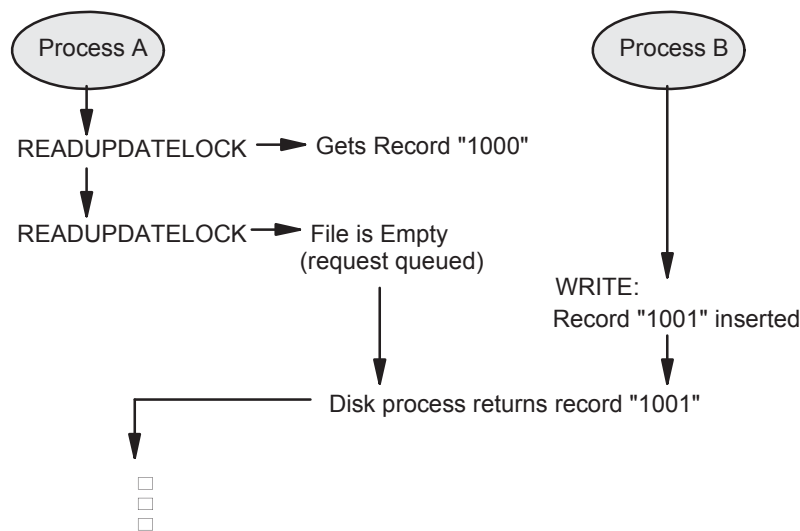 Process A
Process B
READUPDATELOCK
Gets Record "1000"
READUPDATELOCK
File is Empty
(request queued)
WRITE:
Record "1001" inserted
Disk process returns record "1001"